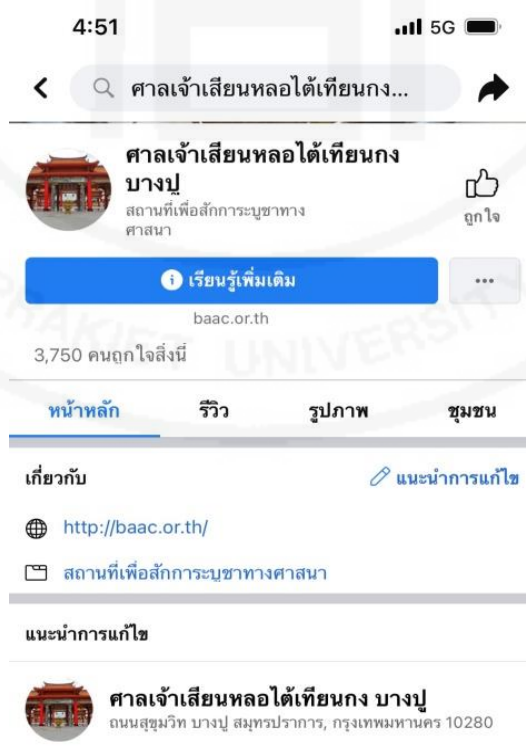 4:51
5G
ศาลเจ้าเสียนหลอไต้เทียนกง...
ศาลเจ้าเสียนหลอไต้เทียนกง
บางปู
สถานที่เพื่อสักการะบูชาทาง
ศาสนา
ถูกใจ
เรียนรู้เพิ่มเติม
baac.or.th
3,750 คนถูกใจสิ่งนี้
หน้าหลัก รีวิว รูปภาพ ชุมชน
เกี่ยวกับ
แนะนำการแก้ไข
http://baac.or.th/
สถานที่เพื่อสักการะบูชาทางศาสนา
แนะนำการแก้ไข
ศาลเจ้าเสียนหลอไต้เทียนกง บางปู
ถนนสุขุมวิท บางปู สมุทรปราการ, กรุงเทพมหานคร 10280
UNIVERSITY